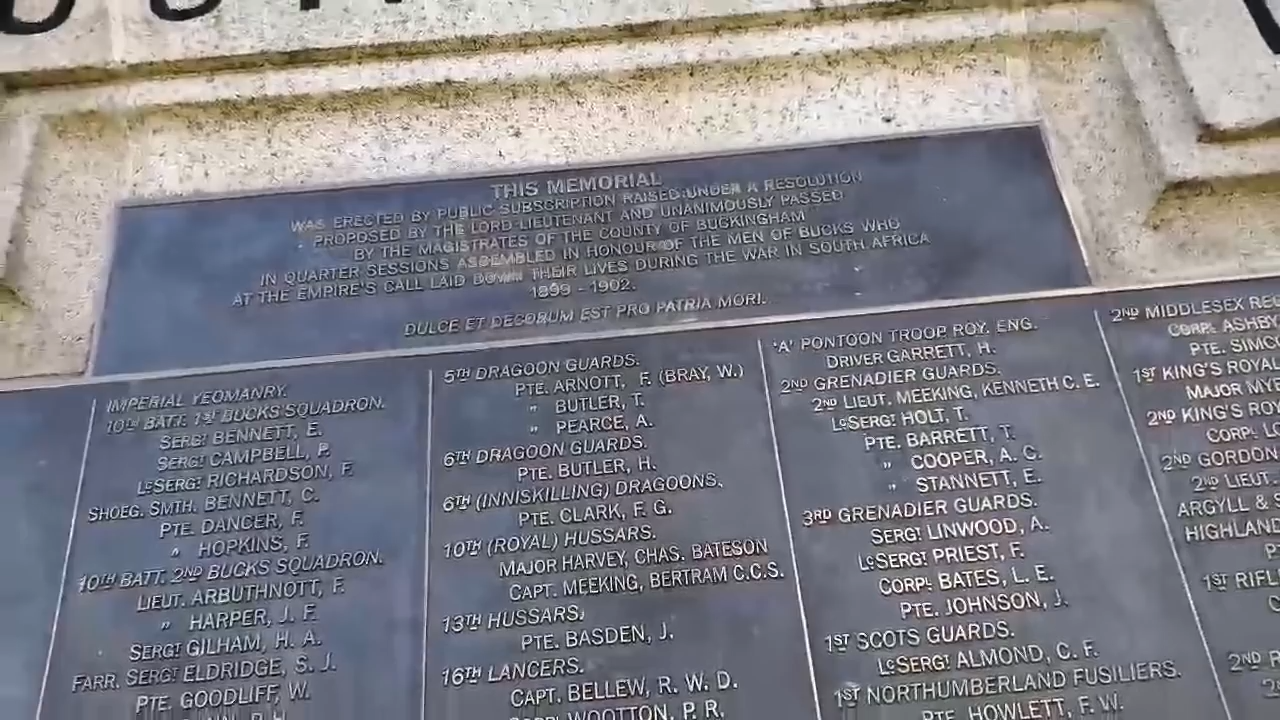 THIS MEMORIAL
WAS ERECTED BY PUBLIC SUBSCRIPTION RAISED UNDER A RESOLUTION
PROPOSED BY THE LORD-LIEUTENANT AND UNANIMOUSLY PASSED
BY THE MAGISTRATES OF THE COUNTY OF BUCKINGHAM
IN QUARTER SESSIONS ASSEMBLED IN HONOUR OF THE MEN OF BUCKS WHO
AT THE EMPIRE'S CALL LAID DOWN THEIR LIVES DURING THE WAR IN SOUTH AFRICA
1899 - 1902.
DULCE ET DECORUM EST PRO PATRIA MORI.
IMPERIAL YEOMANRY.
10TH BATT. 1ST BUCKS SQUADRON.
SERGT BENNETT, E.
SERGT CAMPBELL, P.
LCSERGT RICHARDSON, F.
SHOEG. SMTH. BENNETT, C.
PTE. DANCER, F.
" HOPKINS, F.
10TH BATT. 2ND BUCKS SQUADRON.
LIEUT. ARBUTHNOTT, F.
" HARPER, J. F.
SERGT GILHAM, H. A.
FARR. SERGT ELDRIDGE, S. J.
PTE. GOODLIFF, W.
5TH DRAGOON GUARDS.
PTE. ARNOTT, F. (BRAY, W.)
" BUTLER, T.
" PEARCE, A.
6TH DRAGOON GUARDS.
PTE. BUTLER, H.
6TH (INNISKILLING) DRAGOONS.
PTE. CLARK, F. G.
10TH (ROYAL) HUSSARS.
MAJOR HARVEY, CHAS. BATESON
CAPT. MEEKING, BERTRAM C.C.S.
13TH HUSSARS.
PTE. BASDEN, J.
16TH LANCERS.
CAPT. BELLEW, R. W. D.
CORPL WOOTTON, P. R.
'A' PONTOON TROOP ROY. ENG.
DRIVER GARRETT, H.
2ND GRENADIER GUARDS.
2ND LIEUT. MEEKING, KENNETH C. E.
LCSERGT HOLT, T.
PTE. BARRETT, T.
" COOPER, A. C.
" STANNETT, E.
3RD GRENADIER GUARDS.
SERGT LINWOOD, A.
LCSERGT PRIEST, F.
CORPL BATES, L. E.
PTE. JOHNSON, J.
1ST SCOTS GUARDS.
LCSERGT ALMOND, C. F.
1ST NORTHUMBERLAND FUSILIERS.
PTE. HOWLETT, F. W.
2ND MIDDLESEX
CORPL ASHBY
PTE.
1ST KING'S ROYAL
MAJOR
2ND KING'S
CORPL
2ND GORDON
2ND LIEUT.
ARGYLL &
HIGHLAND
1ST
2ND